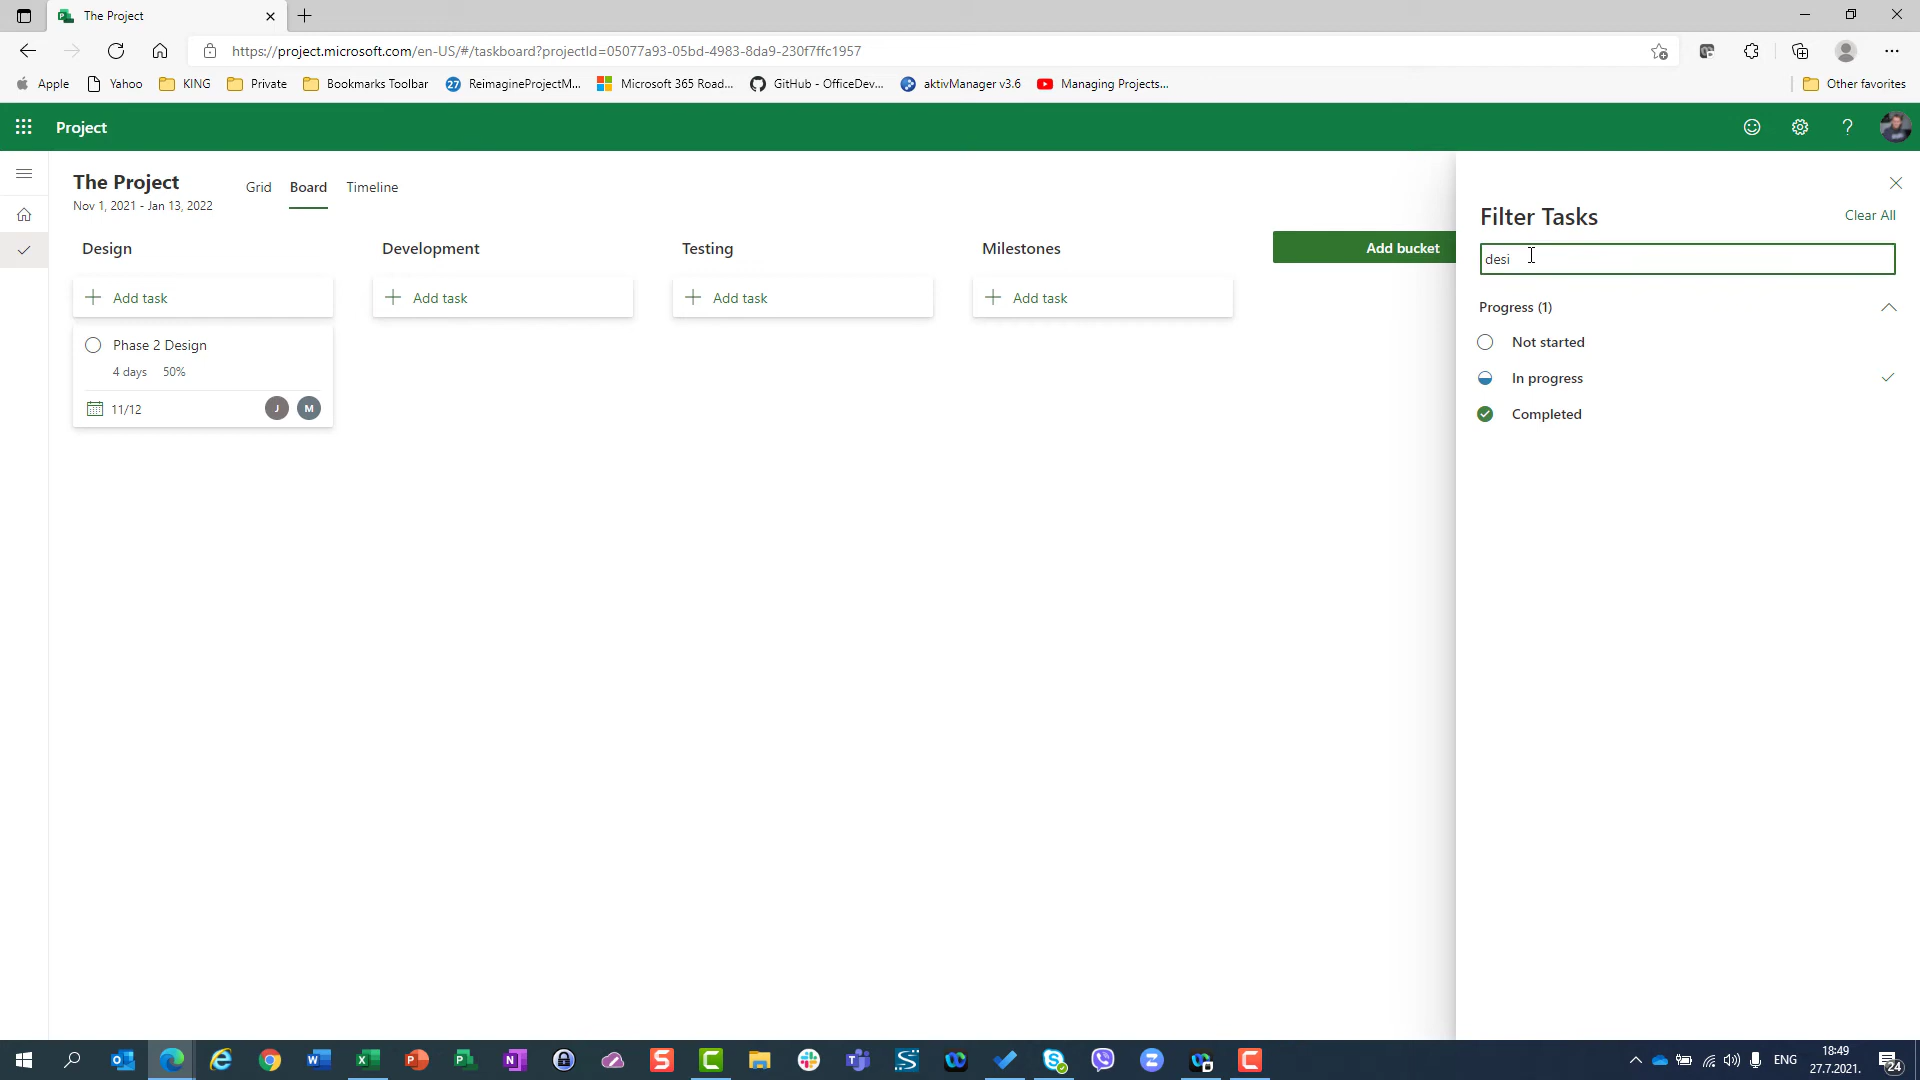 The Project
https://project.microsoft.com/en-US/#/taskboard?projectId=05077a93-05bd-4983-8da9-230f7ffc1957
Apple
Yahoo
KING
Private
Bookmarks Toolbar
27
ReimagineProjectM...
Microsoft 365 Road...
GitHub - OfficeDev...
aktivManager v3.6
Managing Projects...
Other favorites
Project
The Project
Nov 1, 2021 - Jan 13, 2022
Grid
Board
Timeline
Design
Development
Testing
Milestones
Add bucket
Add task
Add task
Add task
Add task
Phase 2 Design
4 days 50%
11/12
J
M
Filter Tasks
Clear All
desi
Progress (1)
Not started
In progress
Completed
ENG
18:49
27.7.2021.
24